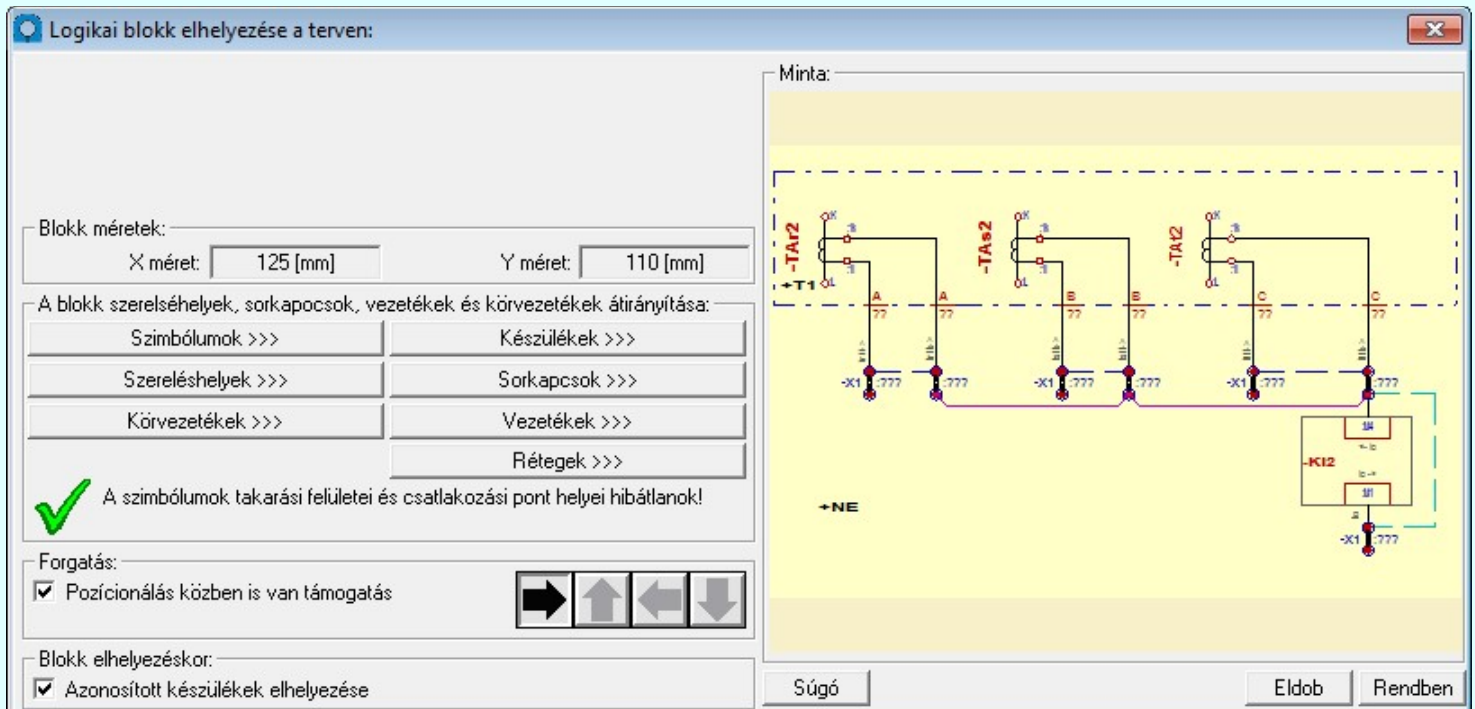 Logikai blokk elhelyezése a terven:
Blokk méretek:
X méret: 125 [mm] Y méret: 110 [mm]
A blokk szerelséhelyek, sorkapocsok, vezetékek és körvezetékek átirányítása:
Szimbólumok >>> Készülékek >>>
Szereléshelyek >>> Sorkapcsok >>>
Körvezetékek >>> Vezetékek >>>
Rétegek >>>
A szimbólumok takarási felületei és csatlakozási pont helyei hibátlanok!
Forgatás:
Pozícionálás közben is van támogatás
Blokk elhelyezéskor:
Azonosított készülékek elhelyezése
Minta:
-TAr2 -TAs2 -TAt2
+T1
A A B B C C
?? ?? ?? ?? ?? ??
-X1 :??? :??? -X1 :??? :??? -X1 :??? :???
-KI2
+NE
-X1 :???
Súgó Eldob Rendben